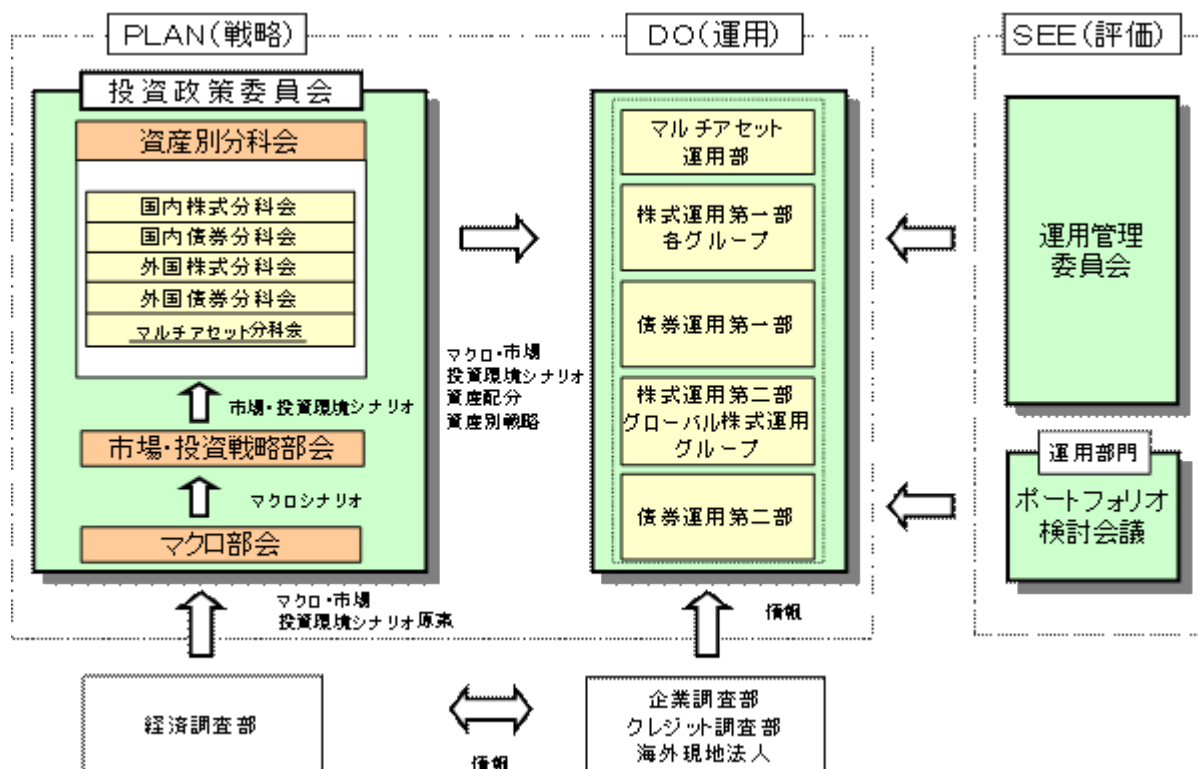 PLAN(戦略)
DO(運用)
SEE(評価)
投資政策委員会
資産別分科会
国内株式分科会
国内債券分科会
外国株式分科会
外国債券分科会
マルチアセット分科会
市場・投資環境シナリオ
市場・投資戦略部会
マクロシナリオ
マクロ部会
マクロ・市場
投資環境シナリオ
資産配分
資産別戦略
マルチアセット
運用部
株式運用第一部
各グループ
債券運用第一部
株式運用第二部
グローバル株式運用
グループ
債券運用第二部
運用管理
委員会
運用部門
ポートフォリオ
検討会議
マクロ・市場
投資環境シナリオ原案
情報
経済調査部
情報
企業調査部
クレジット調査部
海外現地法人